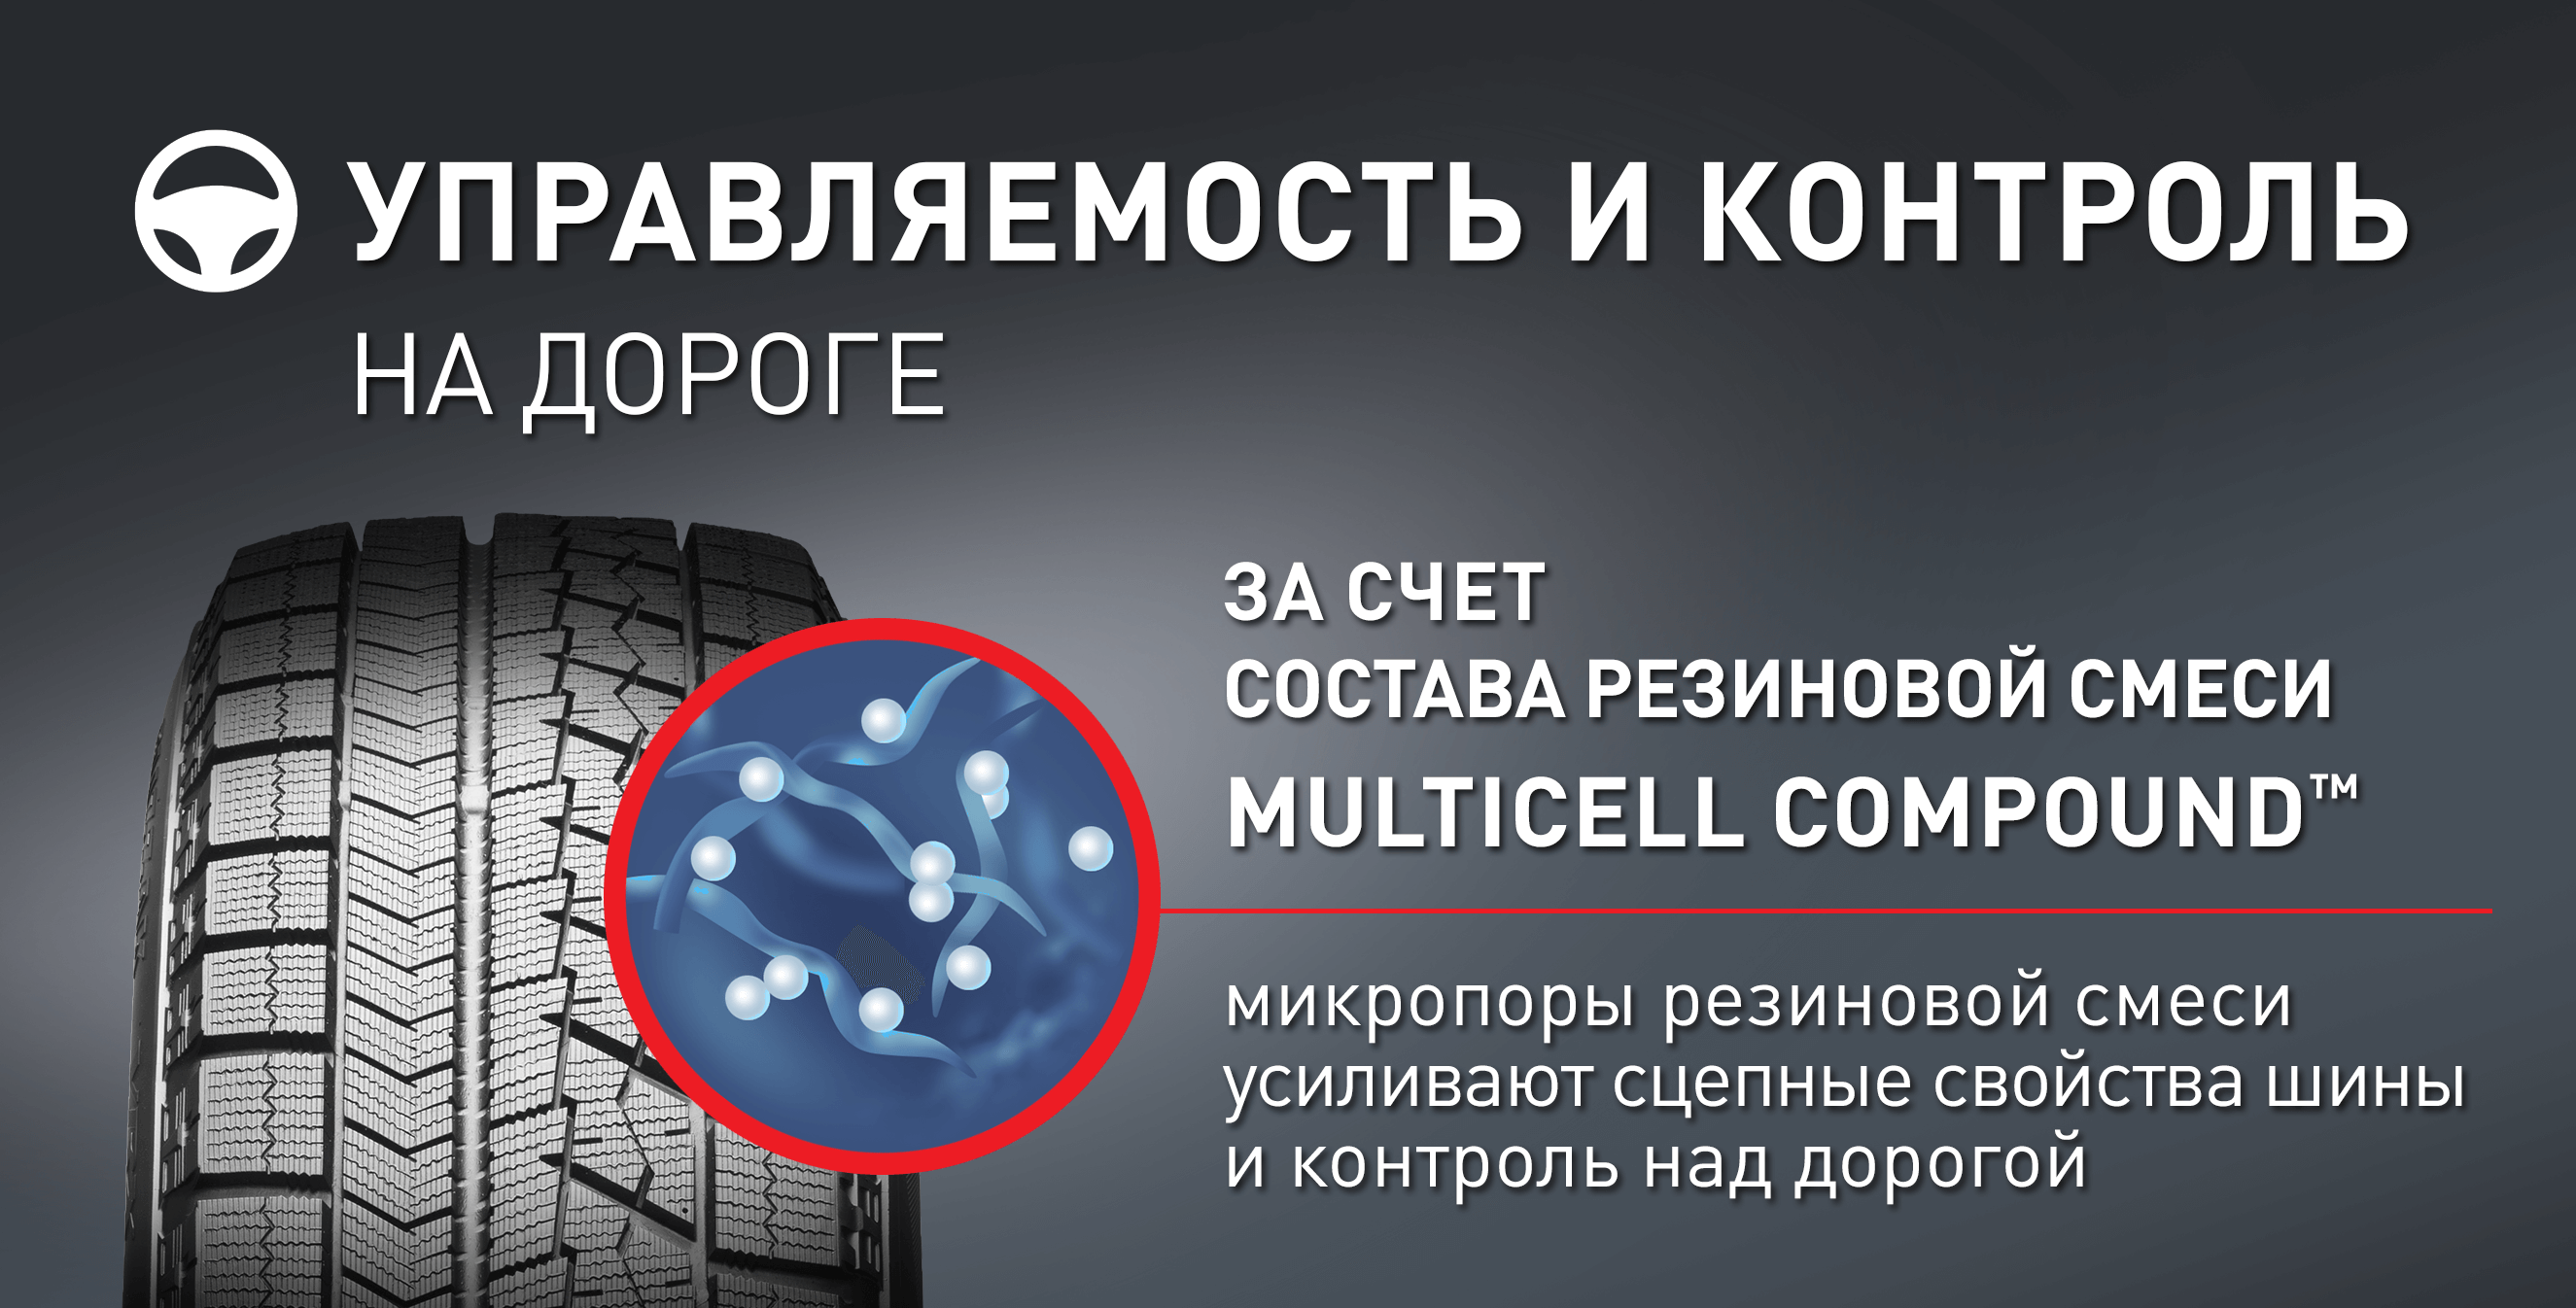 УПРАВЛЯЕМОСТЬ И КОНТРОЛЬ
НА ДОРОГЕ
ЗА СЧЕТ
СОСТАВА РЕЗИНОВОЙ СМЕСИ
MULTICELL COMPOUND™
микропоры резиновой смеси
усиливают сцепные свойства шины
и контроль над дорогой